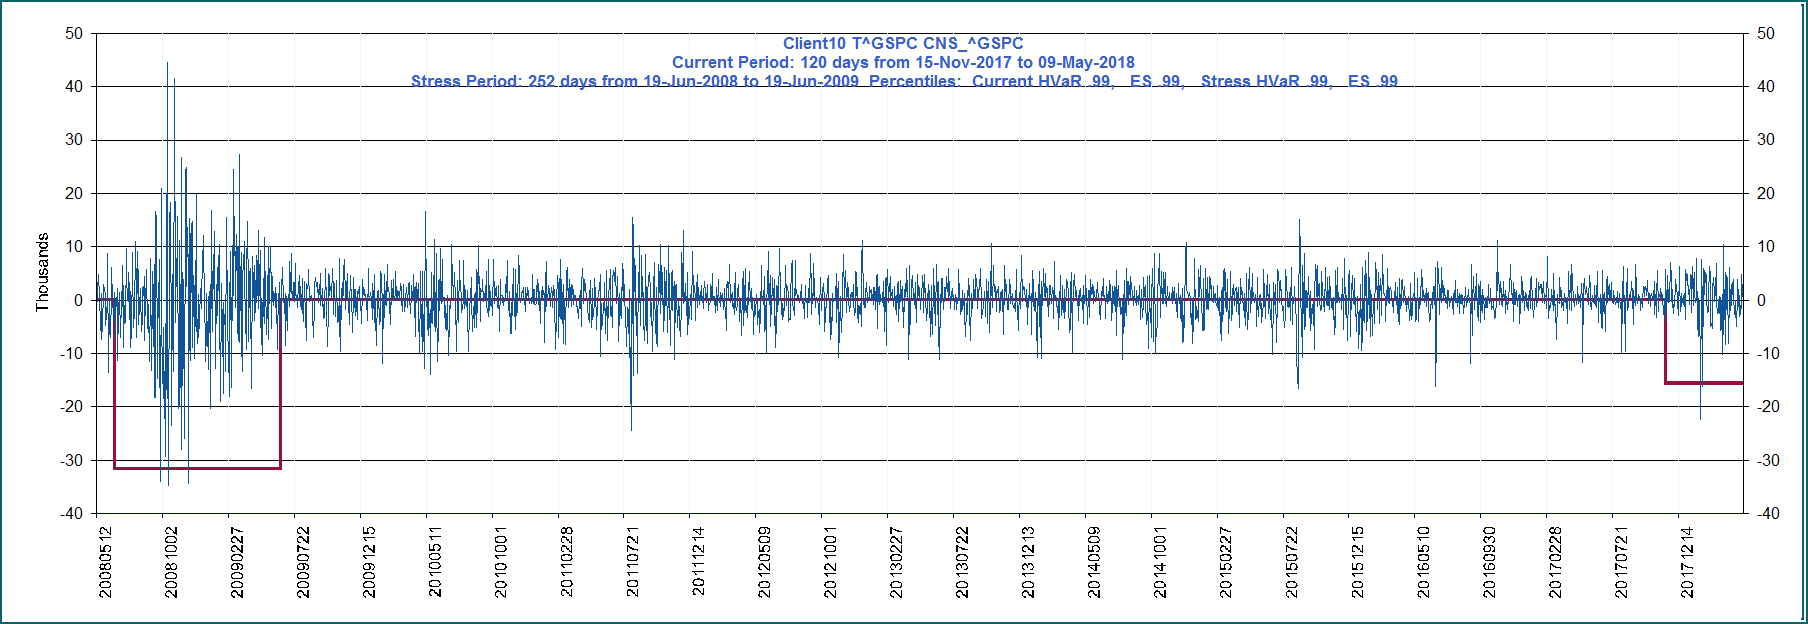 Client10 T^GSPC CNS_^GSPC
Current Period: 120 days from 15-Nov-2017 to 09-May-2018
Stress Period: 252 days from 19-Jun-2008 to 19-Jun-2009 Percentiles: Current HVaR .99, ES .99, Stress HVaR .99, ES .99
50 50
40 40
30 30
20 20
10 10
0 0
-10 -10
-20 -20
-30 -30
-40 -40
Thousands
20080512 20081002 20090227 20090722 20091215 20100511 20101001 20110228 20110721 20111214 20120509 20121001 20130227 20130722 20131213 20140509 20141001 20150227 20150722 20151215 20160510 20160930 20170228 20170721 20171214